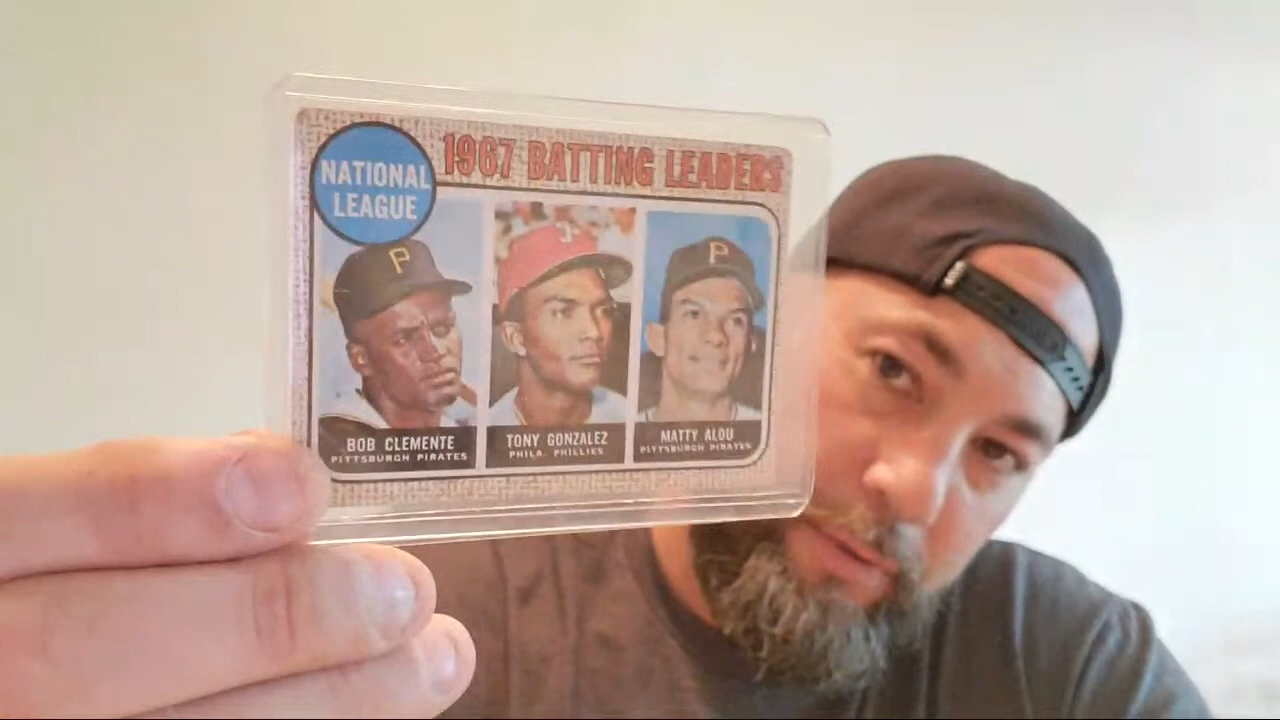 NATIONAL
LEAGUE
1967 BATTING LEADERS
P
P
BOB CLEMENTE
PITTSBURGH PIRATES
TONY GONZALEZ
PHILA. PHILLIES
MATTY ALOU
PITTSBURGH PIRATES